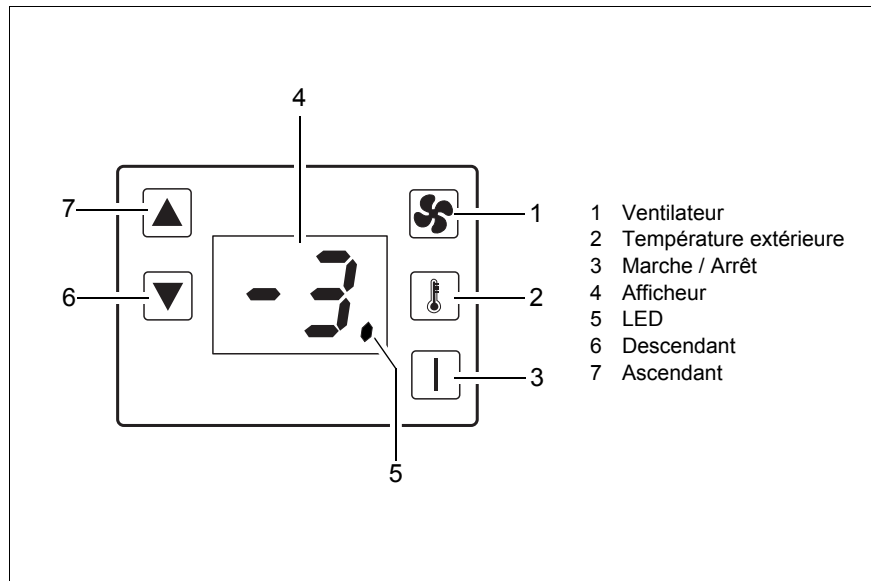 4
7
1
1 Ventilateur
2 Température extérieure
3 Marche / Arrêt
4 Afficheur
5 LED
6 Descendant
7 Ascendant
-3.
6
2
3
5